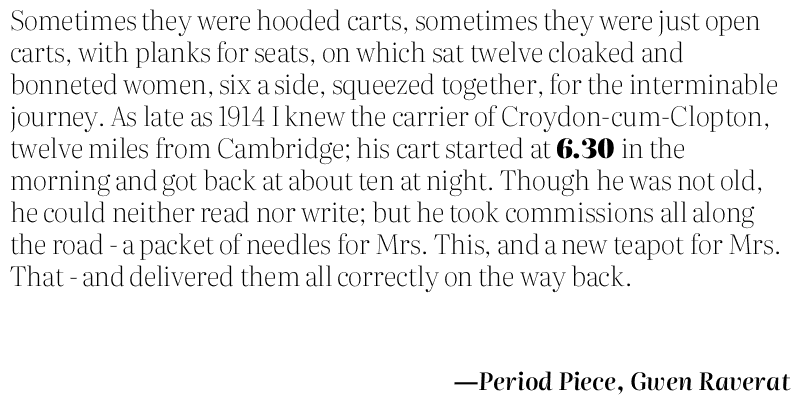 Sometimes they were hooded carts, sometimes they were just open
carts, with planks for seats, on which sat twelve cloaked and
bonneted women, six a side, squeezed together, for the interminable
journey. As late as 1914 I knew the carrier of Croydon-cum-Clopton,
twelve miles from Cambridge; his cart started at 6.30 in the
morning and got back at about ten at night. Though he was not old,
he could neither read nor write; but he took commissions all along
the road - a packet of needles for Mrs. This, and a new teapot for Mrs.
That - and delivered them all correctly on the way back.
—Period Piece, Gwen Raverat